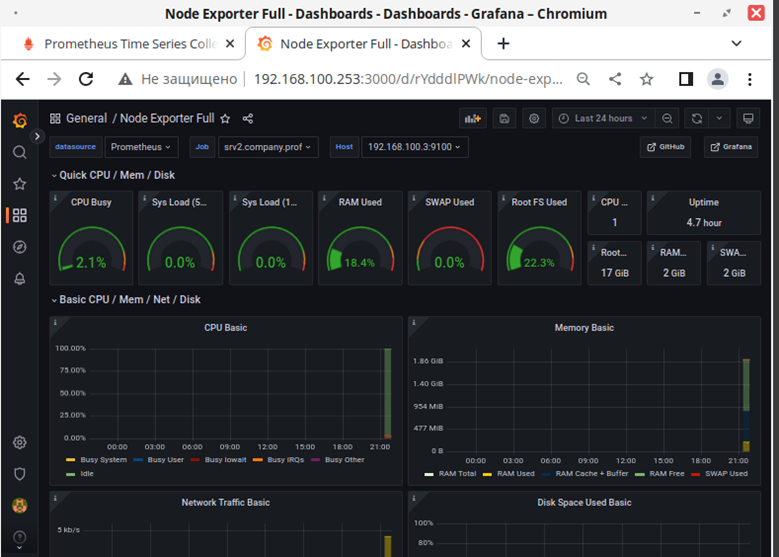 Node Exporter Full - Dashboards - Dashboards - Grafana – Chromium
Prometheus Time Series Colle
Node Exporter Full - Dashboa
Не защищено
192.168.100.253:3000/d/rYdddlPWk/node-exp...
General / Node Exporter Full
Last 24 hours
datasource Prometheus Job srv2.company.prof Host 192.168.100.3:9100 GitHub Grafana
Quick CPU / Mem / Disk
CPU Busy
2.1%
Sys Load (5...
0.0%
Sys Load (1...
0.0%
RAM Used
18.4%
SWAP Used
0.0%
Root FS Used
22.3%
CPU ...
1
Uptime
4.7 hour
Root...
17 GiB
RAM...
2 GiB
SWA...
2 GiB
Basic CPU / Mem / Net / Disk
CPU Basic
100.00%
75.00%
50.00%
25.00%
0.00%
00:00 03:00 06:00 09:00 12:00 15:00 18:00 21:00
Busy System Busy User Busy Iowait Busy IRQs Busy Other
Idle
Memory Basic
1.86 GiB
1.40 GiB
954 MiB
477 MiB
0 B
00:00 03:00 06:00 09:00 12:00 15:00 18:00 21:00
RAM Total RAM Used RAM Cache + Buffer RAM Free SWAP Used
Network Traffic Basic
5 kb/s
Disk Space Used Basic
100%
80%